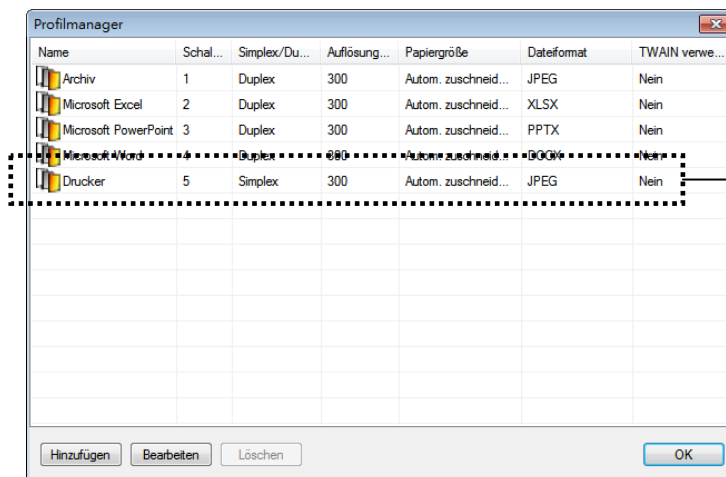 Profilmanager
Name Schal... Simplex/Du... Auflösung... Papiergröße Dateiformat TWAIN verwe...
Archiv 1 Duplex 300 Autom. zuschneid... JPEG Nein
Microsoft Excel 2 Duplex 300 Autom. zuschneid... XLSX Nein
Microsoft PowerPoint 3 Duplex 300 Autom. zuschneid... PPTX Nein
Microsoft Word 4 Duplex 300 Autom. zuschneid... DOCX Nein
Drucker 5 Simplex 300 Autom. zuschneid... JPEG Nein
Hinzufügen Bearbeiten Löschen OK